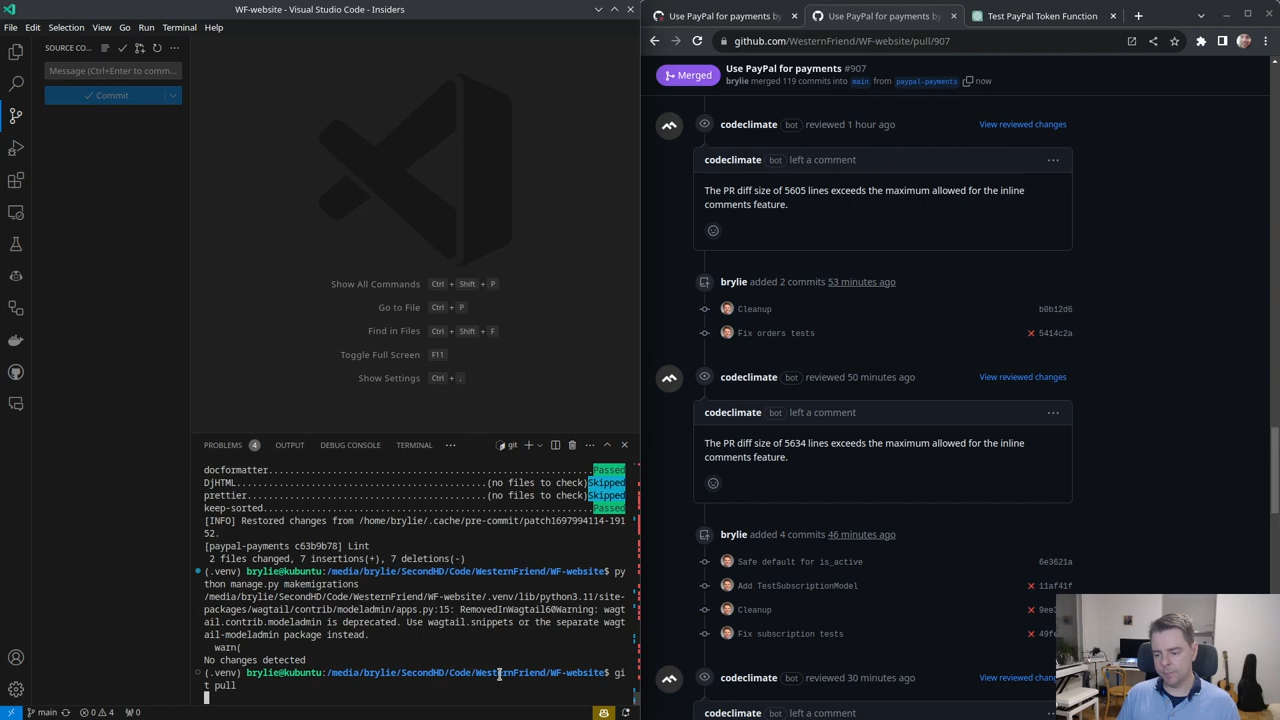 WF-website - Visual Studio Code - Insiders
File Edit Selection View Go Run Terminal Help
SOURCE CO...
Message (Ctrl+Enter to comm...
Commit
Show All Commands Ctrl + Shift + P
Go to File Ctrl + P
Find in Files Ctrl + Shift + F
Toggle Full Screen F11
Show Settings Ctrl + ,
PROBLEMS 4 OUTPUT DEBUG CONSOLE TERMINAL ... git
docformatter............................................................Passed
DjHTML...............................................(no files to check)Skipped
prettier.............................................(no files to check)Skipped
keep-sorted.............................................................Passed
[INFO] Restored changes from /home/brylie/.cache/pre-commit/patch1697994114-191
52.
[paypal-payments c63b9b78] Lint
2 files changed, 7 insertions(+), 7 deletions(-)
(.venv) brylie@kubuntu:/media/brylie/SecondHD/Code/WesternFriend/WF-website$ py
thon manage.py makemigrations
/media/brylie/SecondHD/Code/WesternFriend/WF-website/.venv/lib/python3.11/site-
packages/wagtail/contrib/modeladmin/apps.py:15: RemovedInWagtail60Warning: wagt
ail.contrib.modeladmin is deprecated. Use wagtail.snippets or the separate wagt
ail-modeladmin package instead.
warn(
No changes detected
(.venv) brylie@kubuntu:/media/brylie/SecondHD/Code/WesternFriend/WF-website$ gi
t pull
main 0 4 0
Use PayPal for payments by
Use PayPal for payments by
Test PayPal Token Function
github.com/WesternFriend/WF-website/pull/907
Merged
Use PayPal for payments #907
brylie merged 119 commits into main from paypal-payments now
codeclimate bot reviewed 1 hour ago View reviewed changes
codeclimate bot left a comment
The PR diff size of 5605 lines exceeds the maximum allowed for the inline
comments feature.
brylie added 2 commits 53 minutes ago
Cleanup b0b12d6
Fix orders tests 5414c2a
codeclimate bot reviewed 50 minutes ago View reviewed changes
codeclimate bot left a comment
The PR diff size of 5634 lines exceeds the maximum allowed for the inline
comments feature.
brylie added 4 commits 46 minutes ago
Safe default for is_active 6e3621a
Add TestSubscriptionModel 11af41f
Cleanup
Fix subscription tests
codeclimate bot reviewed 30 minutes ago View reviewed
codeclimate bot left a comment